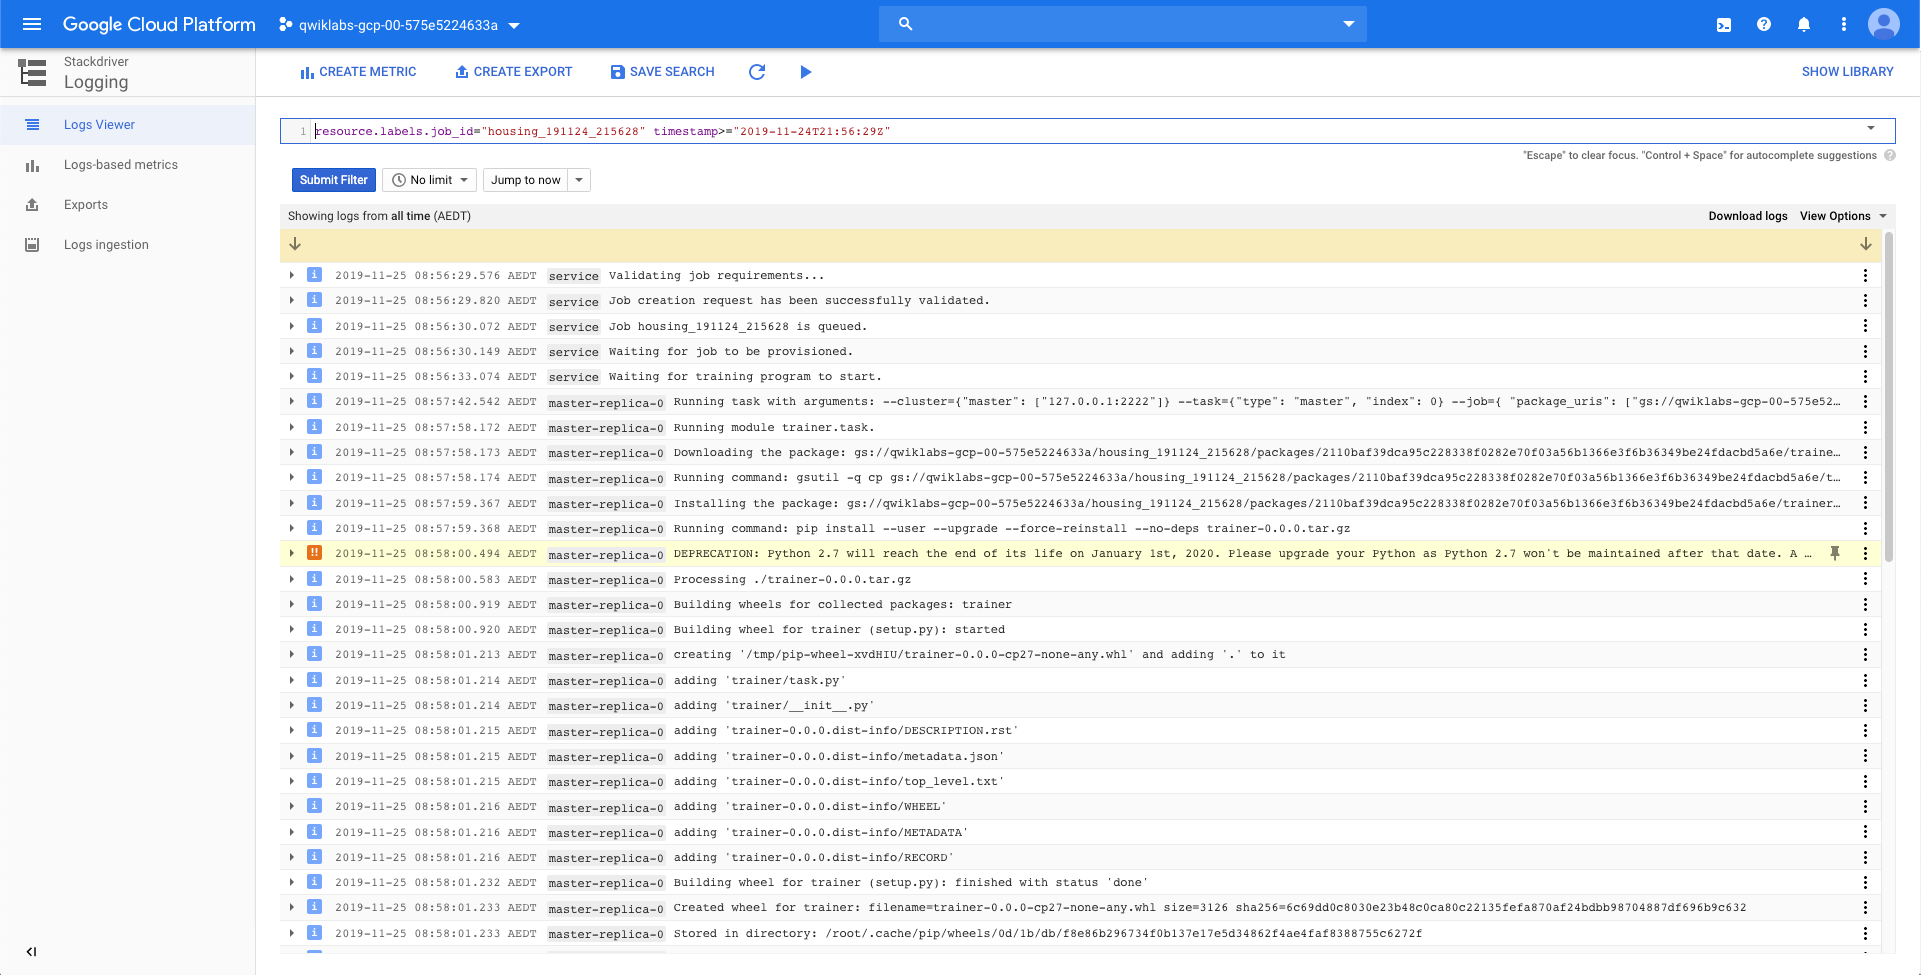 Google Cloud Platform
qwiklabs-gcp-00-575e5224633a
Stackdriver
Logging
CREATE METRIC
CREATE EXPORT
SAVE SEARCH
SHOW LIBRARY
Logs Viewer
Logs-based metrics
Exports
Logs ingestion
1 resource.labels.job_id="housing_191124_215628" timestamp>="2019-11-24T21:56:29Z"
"Escape" to clear focus. "Control + Space" for autocomplete suggestions
Submit Filter
No limit
Jump to now
Showing logs from all time (AEDT)
Download logs
View Options
2019-11-25 08:56:29.576 AEDT service Validating job requirements...
2019-11-25 08:56:29.820 AEDT service Job creation request has been successfully validated.
2019-11-25 08:56:30.072 AEDT service Job housing_191124_215628 is queued.
2019-11-25 08:56:30.149 AEDT service Waiting for job to be provisioned.
2019-11-25 08:56:33.074 AEDT service Waiting for training program to start.
2019-11-25 08:57:42.542 AEDT master-replica-0 Running task with arguments: --cluster={"master": ["127.0.0.1:2222"]} --task={"type": "master", "index": 0} --job={ "package_uris": ["gs://qwiklabs-gcp-00-575e52…
2019-11-25 08:57:58.172 AEDT master-replica-0 Running module trainer.task.
2019-11-25 08:57:58.173 AEDT master-replica-0 Downloading the package: gs://qwiklabs-gcp-00-575e5224633a/housing_191124_215628/packages/2110baf39dca95c228338f0282e70f03a56b1366e3f6b36349be24fdacbd5a6e/traine…
2019-11-25 08:57:58.174 AEDT master-replica-0 Running command: gsutil -q cp gs://qwiklabs-gcp-00-575e5224633a/housing_191124_215628/packages/2110baf39dca95c228338f0282e70f03a56b1366e3f6b36349be24fdacbd5a6e/t…
2019-11-25 08:57:59.367 AEDT master-replica-0 Installing the package: gs://qwiklabs-gcp-00-575e5224633a/housing_191124_215628/packages/2110baf39dca95c228338f0282e70f03a56b1366e3f6b36349be24fdacbd5a6e/trainer…
2019-11-25 08:57:59.368 AEDT master-replica-0 Running command: pip install --user --upgrade --force-reinstall --no-deps trainer-0.0.0.tar.gz
2019-11-25 08:58:00.494 AEDT master-replica-0 DEPRECATION: Python 2.7 will reach the end of its life on January 1st, 2020. Please upgrade your Python as Python 2.7 won't be maintained after that date. A …
2019-11-25 08:58:00.583 AEDT master-replica-0 Processing ./trainer-0.0.0.tar.gz
2019-11-25 08:58:00.919 AEDT master-replica-0 Building wheels for collected packages: trainer
2019-11-25 08:58:00.920 AEDT master-replica-0 Building wheel for trainer (setup.py): started
2019-11-25 08:58:01.213 AEDT master-replica-0 creating '/tmp/pip-wheel-xvdHIU/trainer-0.0.0-cp27-none-any.whl' and adding '.' to it
2019-11-25 08:58:01.214 AEDT master-replica-0 adding 'trainer/task.py'
2019-11-25 08:58:01.214 AEDT master-replica-0 adding 'trainer/__init__.py'
2019-11-25 08:58:01.215 AEDT master-replica-0 adding 'trainer-0.0.0.dist-info/DESCRIPTION.rst'
2019-11-25 08:58:01.215 AEDT master-replica-0 adding 'trainer-0.0.0.dist-info/metadata.json'
2019-11-25 08:58:01.215 AEDT master-replica-0 adding 'trainer-0.0.0.dist-info/top_level.txt'
2019-11-25 08:58:01.216 AEDT master-replica-0 adding 'trainer-0.0.0.dist-info/WHEEL'
2019-11-25 08:58:01.216 AEDT master-replica-0 adding 'trainer-0.0.0.dist-info/METADATA'
2019-11-25 08:58:01.216 AEDT master-replica-0 adding 'trainer-0.0.0.dist-info/RECORD'
2019-11-25 08:58:01.232 AEDT master-replica-0 Building wheel for trainer (setup.py): finished with status 'done'
2019-11-25 08:58:01.233 AEDT master-replica-0 Created wheel for trainer: filename=trainer-0.0.0-cp27-none-any.whl size=3126 sha256=6c69dd0c8030e23b48c0ca80c22135fefa870af24bdbb98704887df696b9c632
2019-11-25 08:58:01.233 AEDT master-replica-0 Stored in directory: /root/.cache/pip/wheels/0d/1b/db/f8e86b296734f0b137e17e5d34862f4ae4faf8388755c6272f